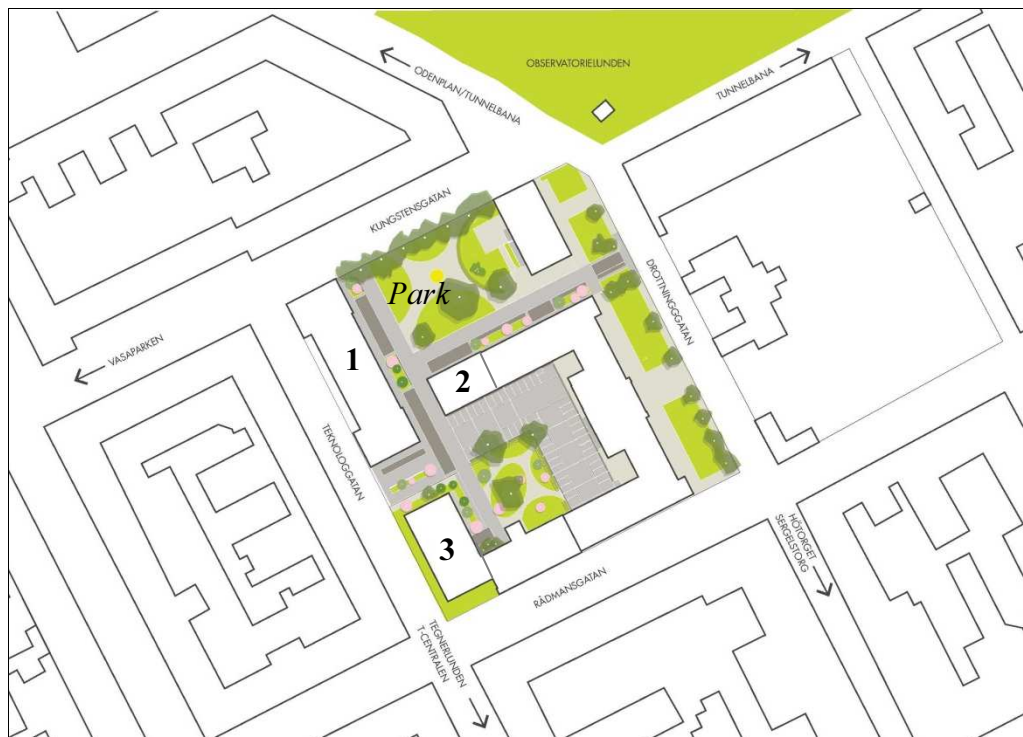 OBSERVATORIELUNDEN
ODENPLAN/TUNNELBANA
TUNNELBANA
KUNGSTENSGATAN
DROTTNINGGATAN
Park
VASAPARKEN
1
2
TEKNOLOGGATAN
3
HÖTORGET
SERGELSTORG
RÅDMANSGATAN
TEGNERLUNDEN
T-CENTRALEN